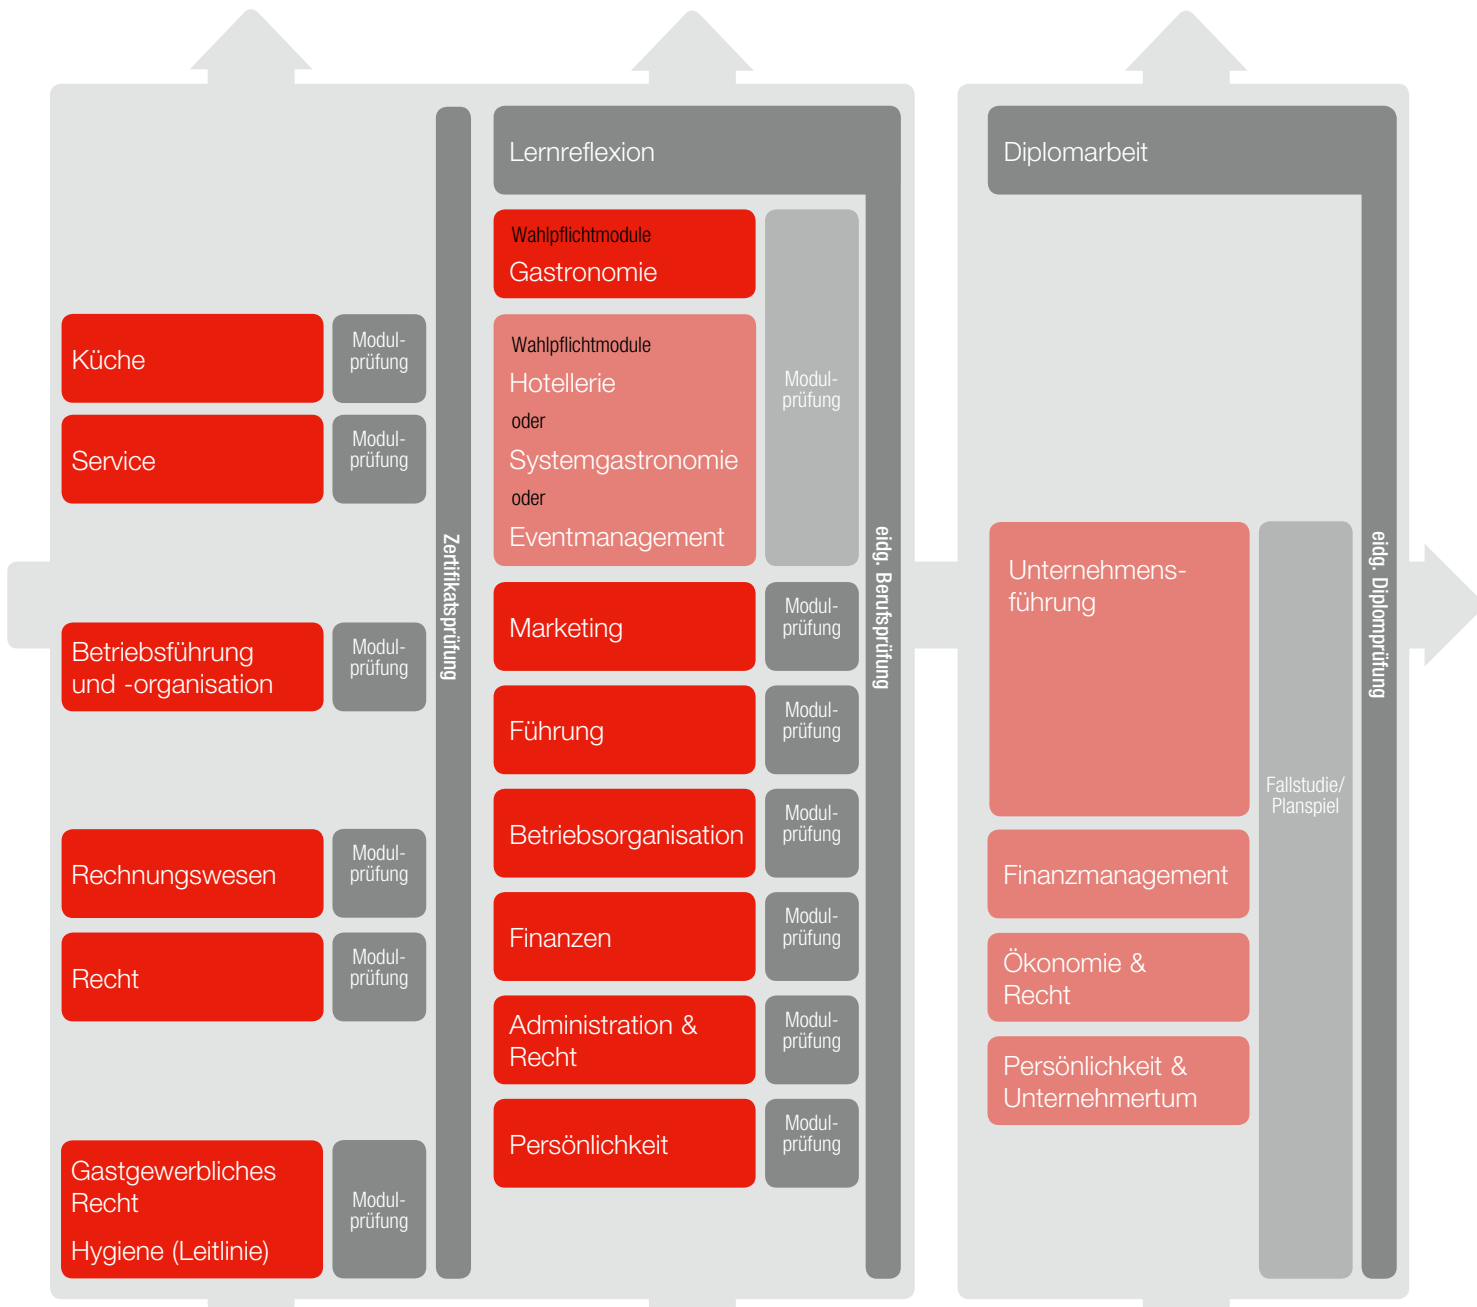 Küche
Modul-
prüfung
Service
Modul-
prüfung
Betriebsführung
und -organisation
Modul-
prüfung
Rechnungswesen
Modul-
prüfung
Recht
Modul-
prüfung
Gastgewerbliches
Recht
Hygiene (Leitlinie)
Modul-
prüfung
Zertifikatsprüfung
Lernreflexion
Wahlpflichtmodule
Gastronomie
Wahlpflichtmodule
Hotellerie
oder
Systemgastronomie
oder
Eventmanagement
Modul-
prüfung
Marketing
Modul-
prüfung
Führung
Modul-
prüfung
Betriebsorganisation
Modul-
prüfung
Finanzen
Modul-
prüfung
Administration &
Recht
Modul-
prüfung
Persönlichkeit
Modul-
prüfung
eidg. Berufsprüfung
Diplomarbeit
Unternehmens-
führung
Finanzmanagement
Ökonomie &
Recht
Persönlichkeit &
Unternehmertum
Fallstudie/
Planspiel
eidg. Diplomprüfung